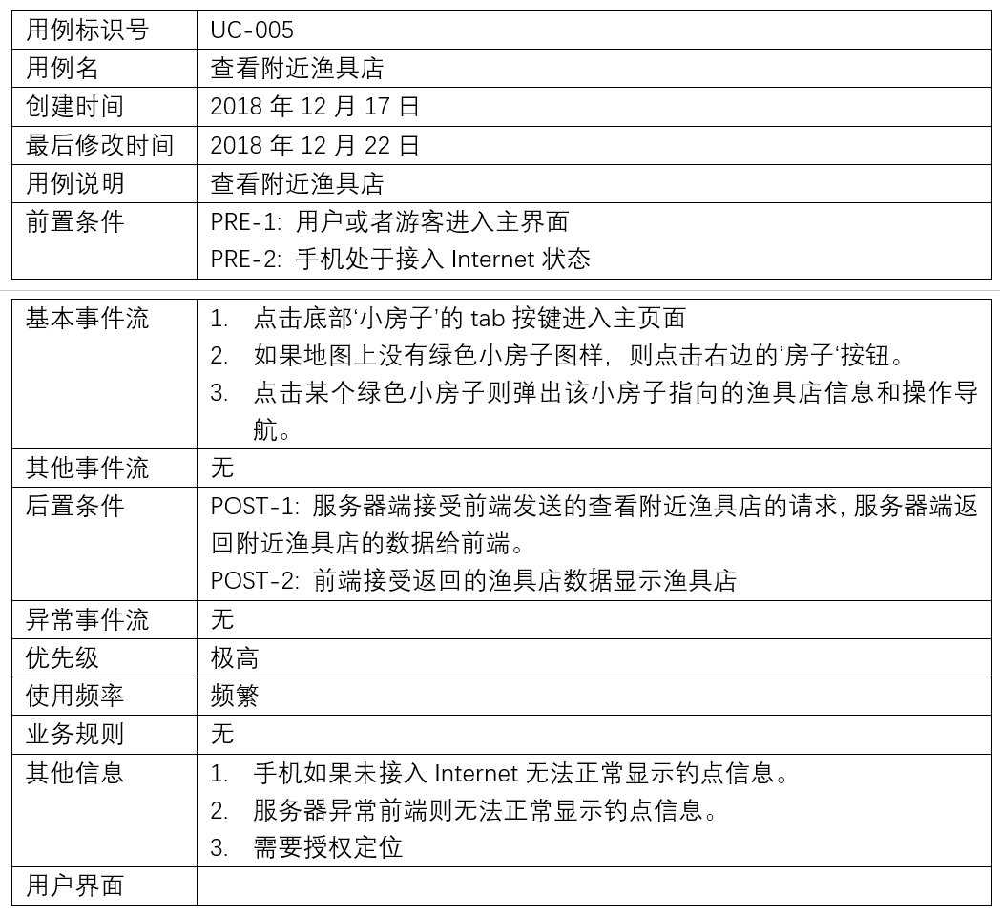 用例标识号 UC-005
用例名 查看附近渔具店
创建时间 2018 年 12 月 17 日
最后修改时间 2018 年 12 月 22 日
用例说明 查看附近渔具店
前置条件 PRE-1: 用户或者游客进入主界面
PRE-2: 手机处于接入 Internet 状态
基本事件流 1. 点击底部‘小房子’的 tab 按键进入主页面
2. 如果地图上没有绿色小房子图样，则点击右边的‘房子‘按钮。
3. 点击某个绿色小房子则弹出该小房子指向的渔具店信息和操作导
航。
其他事件流 无
后置条件 POST-1: 服务器端接受前端发送的查看附近渔具店的请求，服务器端返
回附近渔具店的数据给前端。
POST-2: 前端接受返回的渔具店数据显示渔具店
异常事件流 无
优先级 极高
使用频率 频繁
业务规则 无
其他信息 1. 手机如果未接入 Internet 无法正常显示钓点信息。
2. 服务器异常前端则无法正常显示钓点信息。
3. 需要授权定位
用户界面